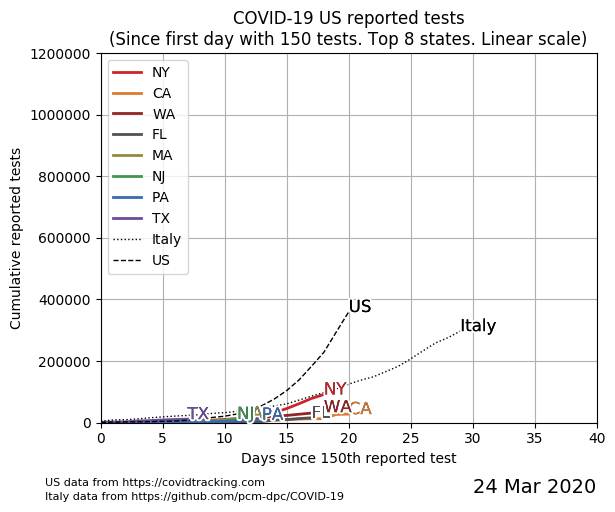 COVID-19 US reported tests
(Since first day with 150 tests. Top 8 states. Linear scale)
1200000
1000000
800000
600000
400000
200000
0
Cumulative reported tests
NY
CA
WA
FL
MA
NJ
PA
TX
Italy
US
US
Italy
NY
WA
CA
FL
PA
NJ
TX
0 5 10 15 20 25 30 35 40
Days since 150th reported test
US data from https://covidtracking.com
Italy data from https://github.com/pcm-dpc/COVID-19
24 Mar 2020